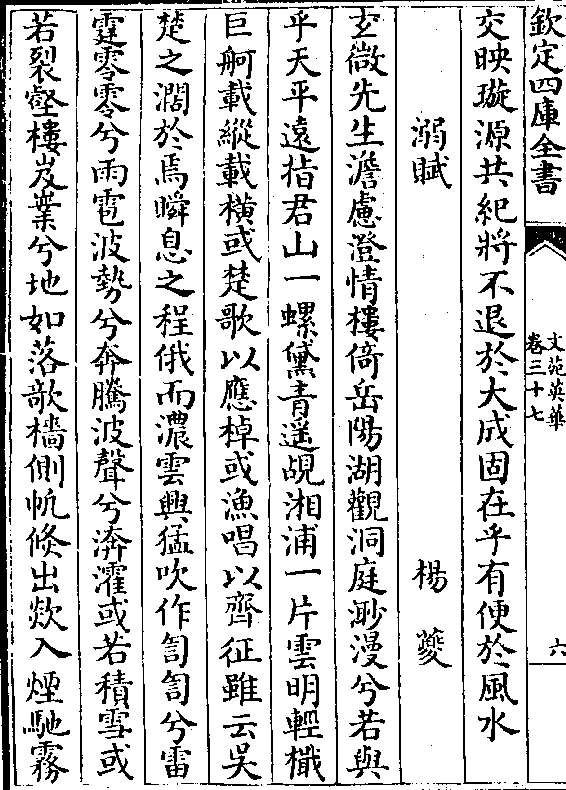 欽定四庫全書
文苑英華
卷三十七
六
交映璇源共紀將不退於大成固在乎有便於風水
溺賦 楊夔
玄微先生澹慮澄情樓倚岳陽湖觀洞庭渺漫兮若與
乎天平遠指君山一螺黛青遥覘湘浦一片雲明輕檝
巨舸載縱載橫或楚歌以應棹或漁唱以齊征雖云吳
楚之濶於焉瞬息之程俄而濃雲興猛吹作訇訇兮雷
霆零零兮雨雹波勢兮奔騰波聲兮濟灌或若積雪或
若裂壑樓岌業兮地如落欹檣側帆倐出欻入煙馳霧